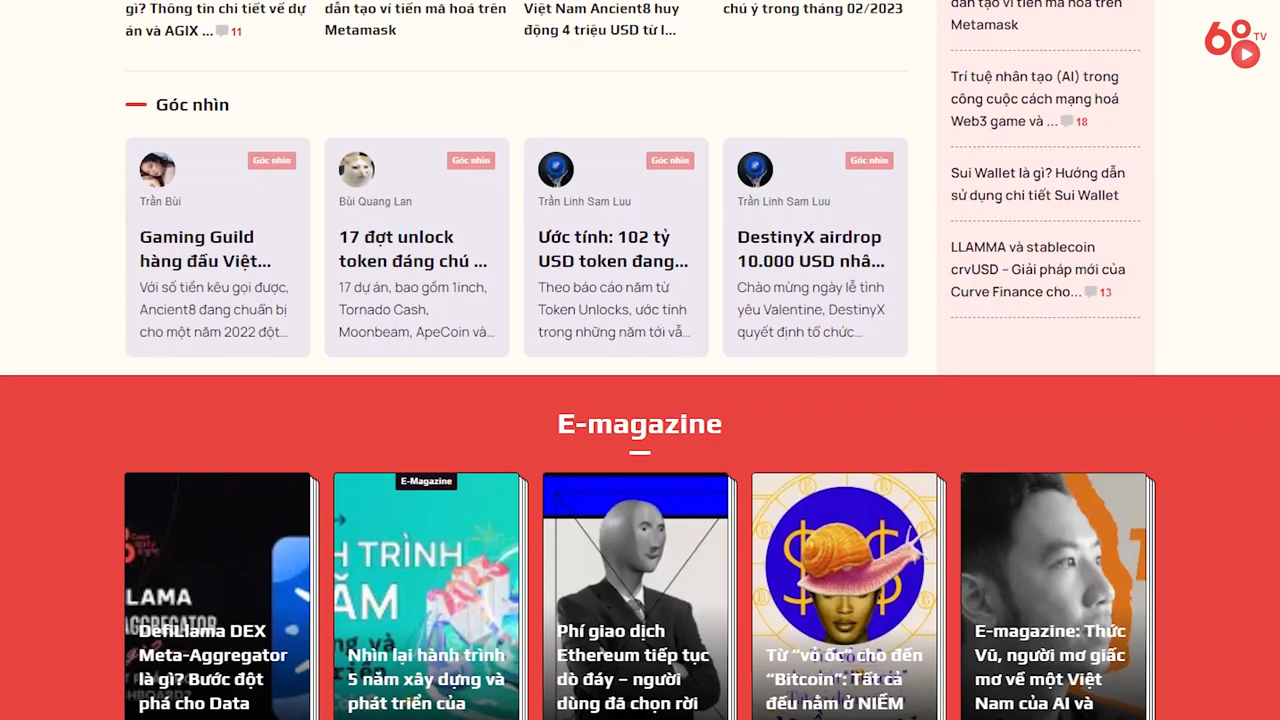 gì? Thông tin chi tiết về dự
án và AGIX ... 11
dẫn tạo ví tiền mã hoá trên
Metamask
Việt Nam Ancient8 huy
động 4 triệu USD từ l...
chú ý trong tháng 02/2023
dẫn tạo ví tiền mã hoá trên
Metamask
68 TV
Trí tuệ nhân tạo (AI) trong
công cuộc cách mạng hoá
Web3 game và ... 18
Sui Wallet là gì? Hướng dẫn
sử dụng chi tiết Sui Wallet
LLAMMA và stablecoin
crvUSD – Giải pháp mới của
Curve Finance cho... 13
Góc nhìn
Góc nhìn
Trần Bùi
Gaming Guild
hàng đầu Việt...
Với số tiền kêu gọi được,
Ancient8 đang chuẩn bị
cho một năm 2022 đột...
Góc nhìn
Bùi Quang Lan
17 đợt unlock
token đáng chú ...
17 dự án, bao gồm 1inch,
Tornado Cash,
Moonbeam, ApeCoin và...
Góc nhìn
Trần Linh Sam Luu
Ước tính: 102 tỷ
USD token đang...
Theo báo cáo năm từ
Token Unlocks, ước tính
trong những năm tới vẫ...
Góc nhìn
Trần Linh Sam Luu
DestinyX airdrop
10.000 USD nhâ...
Chào mừng ngày lễ tình
yêu Valentine, DestinyX
quyết định tổ chức...
E-magazine
LAMA
DefiLlama DEX
Meta-Aggregator
là gì? Bước đột
phá cho Data
E-Magazine
H TRÌNH
ĂM
Nhìn lại hành trình
5 năm xây dựng và
phát triển của
Phí giao dịch
Ethereum tiếp tục
dò đáy – người
dùng đã chọn rời
Từ “vỏ ốc” cho đến
“Bitcoin”: Tất cả
đều nằm ở NIỀM
E-magazine: Thức
Vũ, người mơ giấc
mơ về một Việt
Nam của AI và